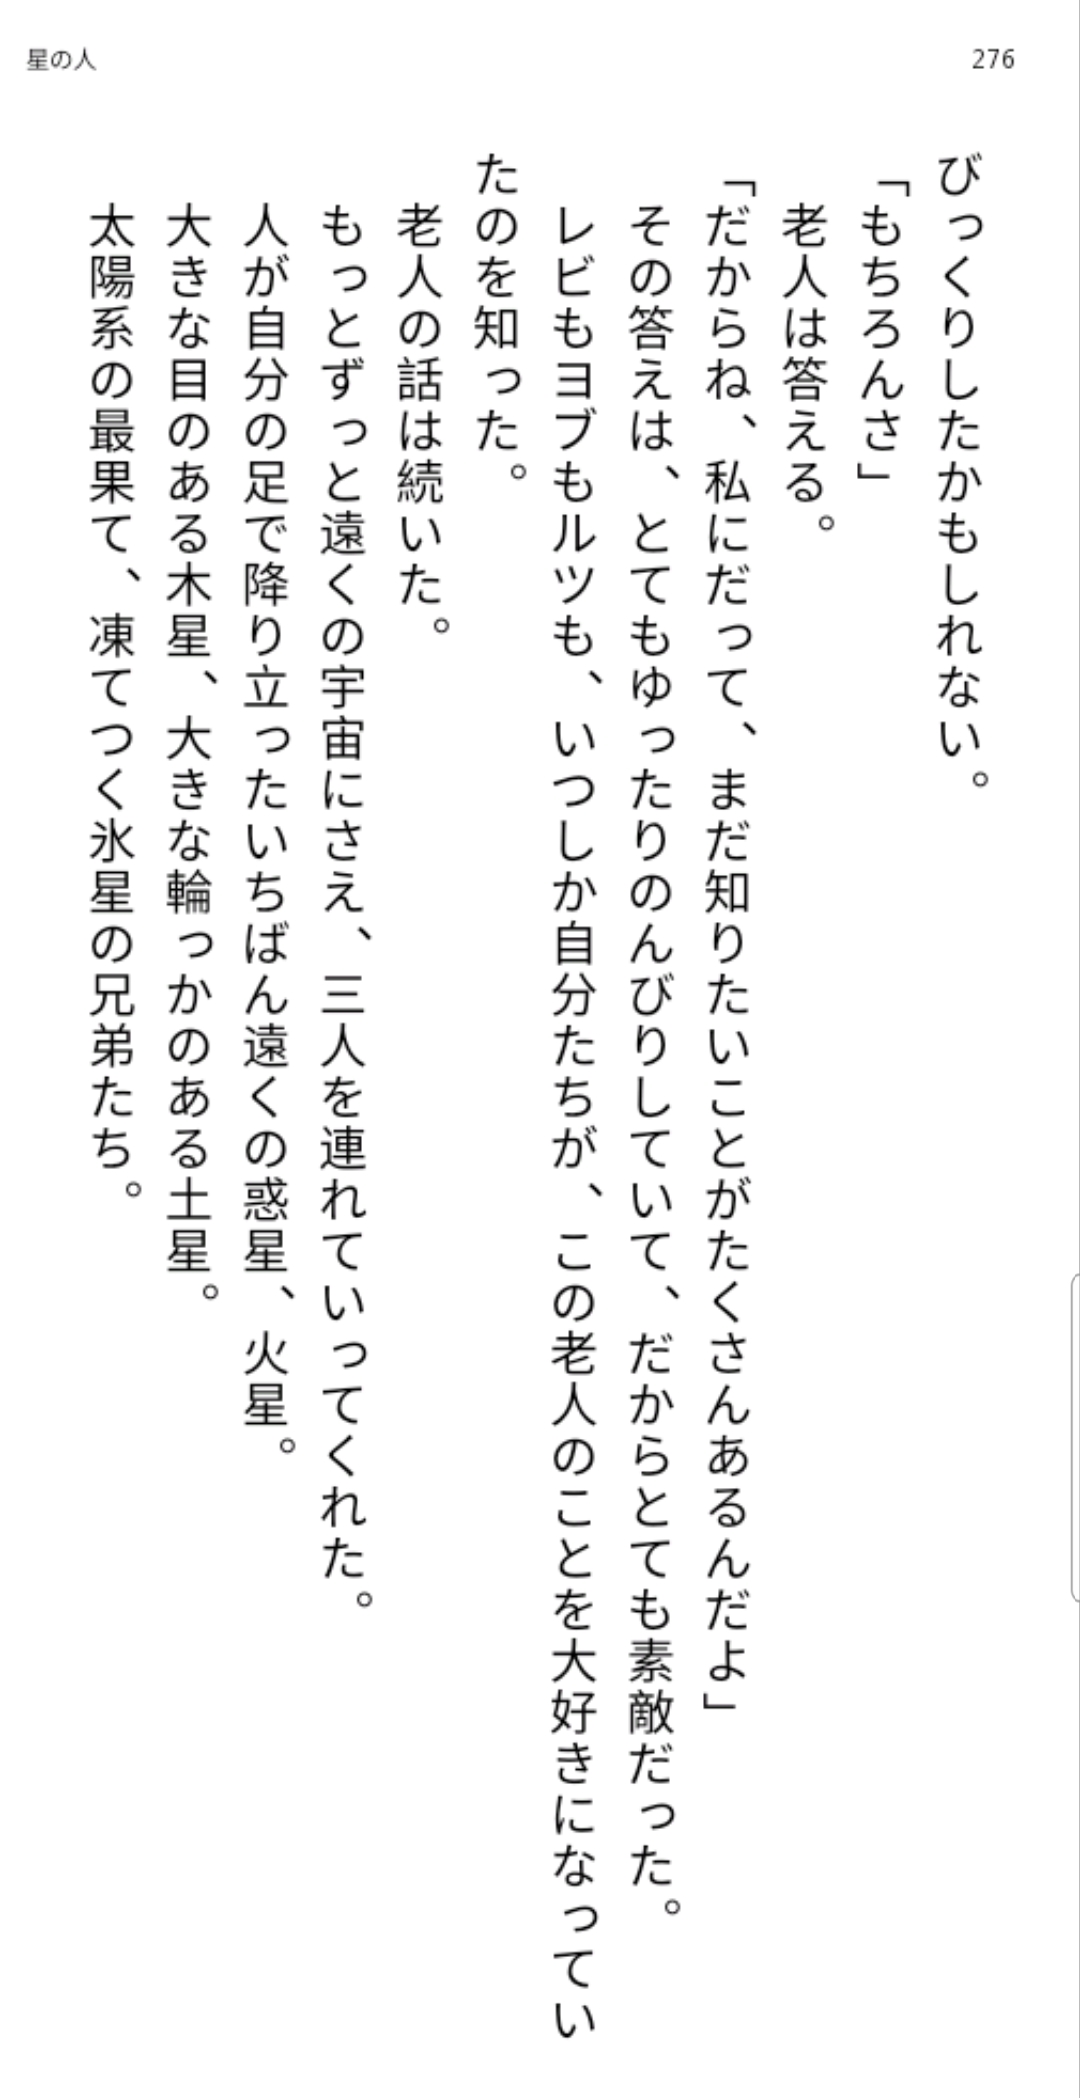 星の人
276
びっくりしたかもしれない。
「もちろんさ」
老人は答える。
「だからね、私にだって、まだ知りたいことがたくさんあるんだよ」
その答えは、とてもゆったりのんびりしていて、だからとても素敵だった。
レビもヨブもルツも、いつしか自分たちが、この老人のことを大好きになってい
たのを知った。
老人の話は続いた。
もっとずっと遠くの宇宙にさえ、三人を連れていってくれた。
人が自分の足で降り立ったいちばん遠くの惑星、火星。
大きな目のある木星、大きな輪っかのある土星。
太陽系の最果て、凍てつく氷星の兄弟たち。